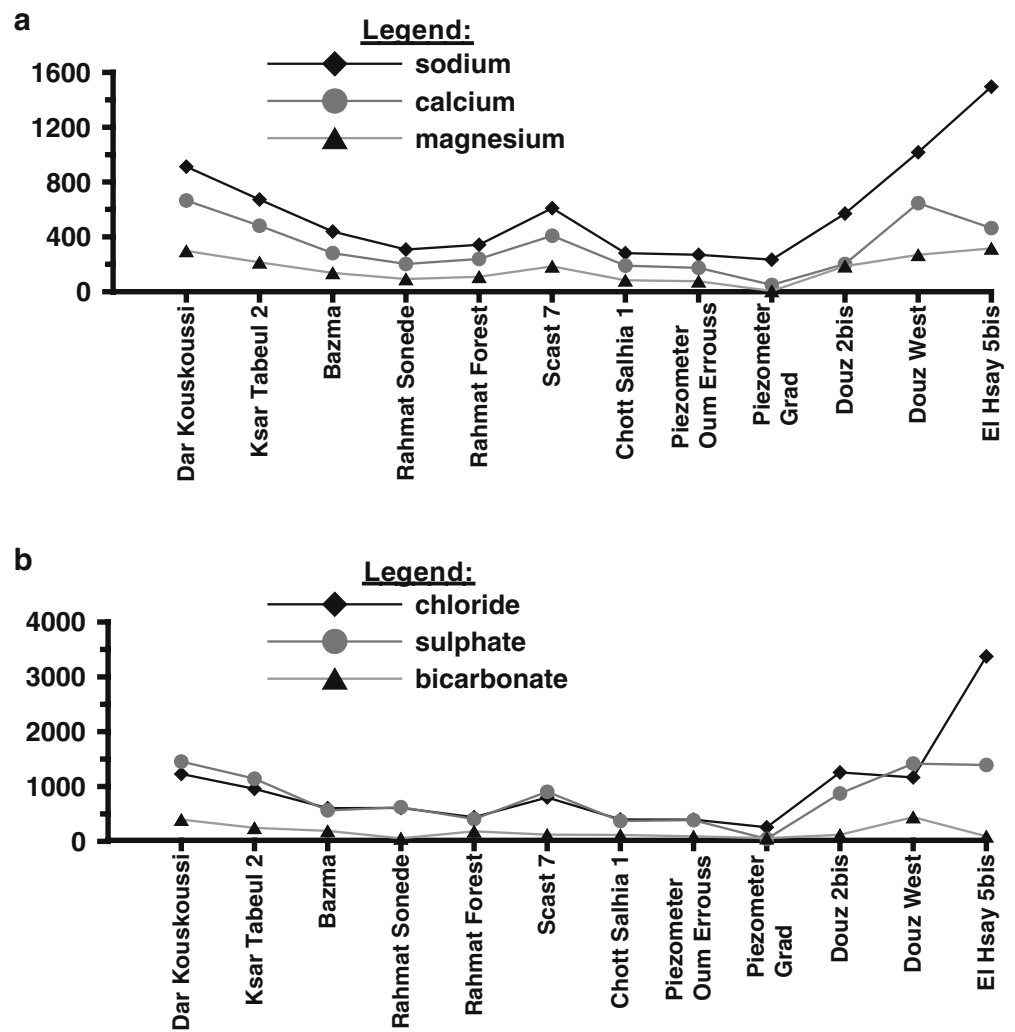 a
Legend:
sodium
calcium
magnesium
1600
1200
800
400
0
Dar Kouskoussi
Ksar Tabeul 2
Bazma
Rahmat Sonede
Rahmat Forest
Scast 7
Chott Salhia 1
Piezometer
Oum Errouss
Piezometer
Grad
Douz 2bis
Douz West
El Hsay 5bis
b
Legend:
chloride
sulphate
bicarbonate
4000
3000
2000
1000
0
Dar Kouskoussi
Ksar Tabeul 2
Bazma
Rahmat Sonede
Rahmat Forest
Scast 7
Chott Salhia 1
Piezometer
Oum Errouss
Piezometer
Grad
Douz 2bis
Douz West
El Hsay 5bis